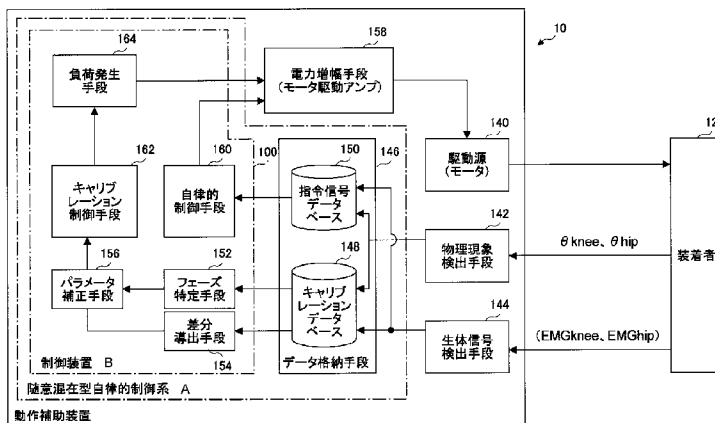 164
負荷発生
手段
158
電力増幅手段
(モータ駆動アンプ)
10
12
162
キャリブ
レーション
制御手段
160
自律的
制御手段
100
150
146
指令信号
データ
ベース
140
駆動源
(モータ)
142
物理現象
検出手段
θknee、θhip
装着者
156
パラメータ
補正手段
152
フェーズ
特定手段
148
キャリブ
レーション
データ
ベース
差分
導出手段
154
144
生体信号
検出手段
(EMGknee、EMGhip)
制御装置 B
データ格納手段
随意混在型自律的制御系 A
動作補助装置